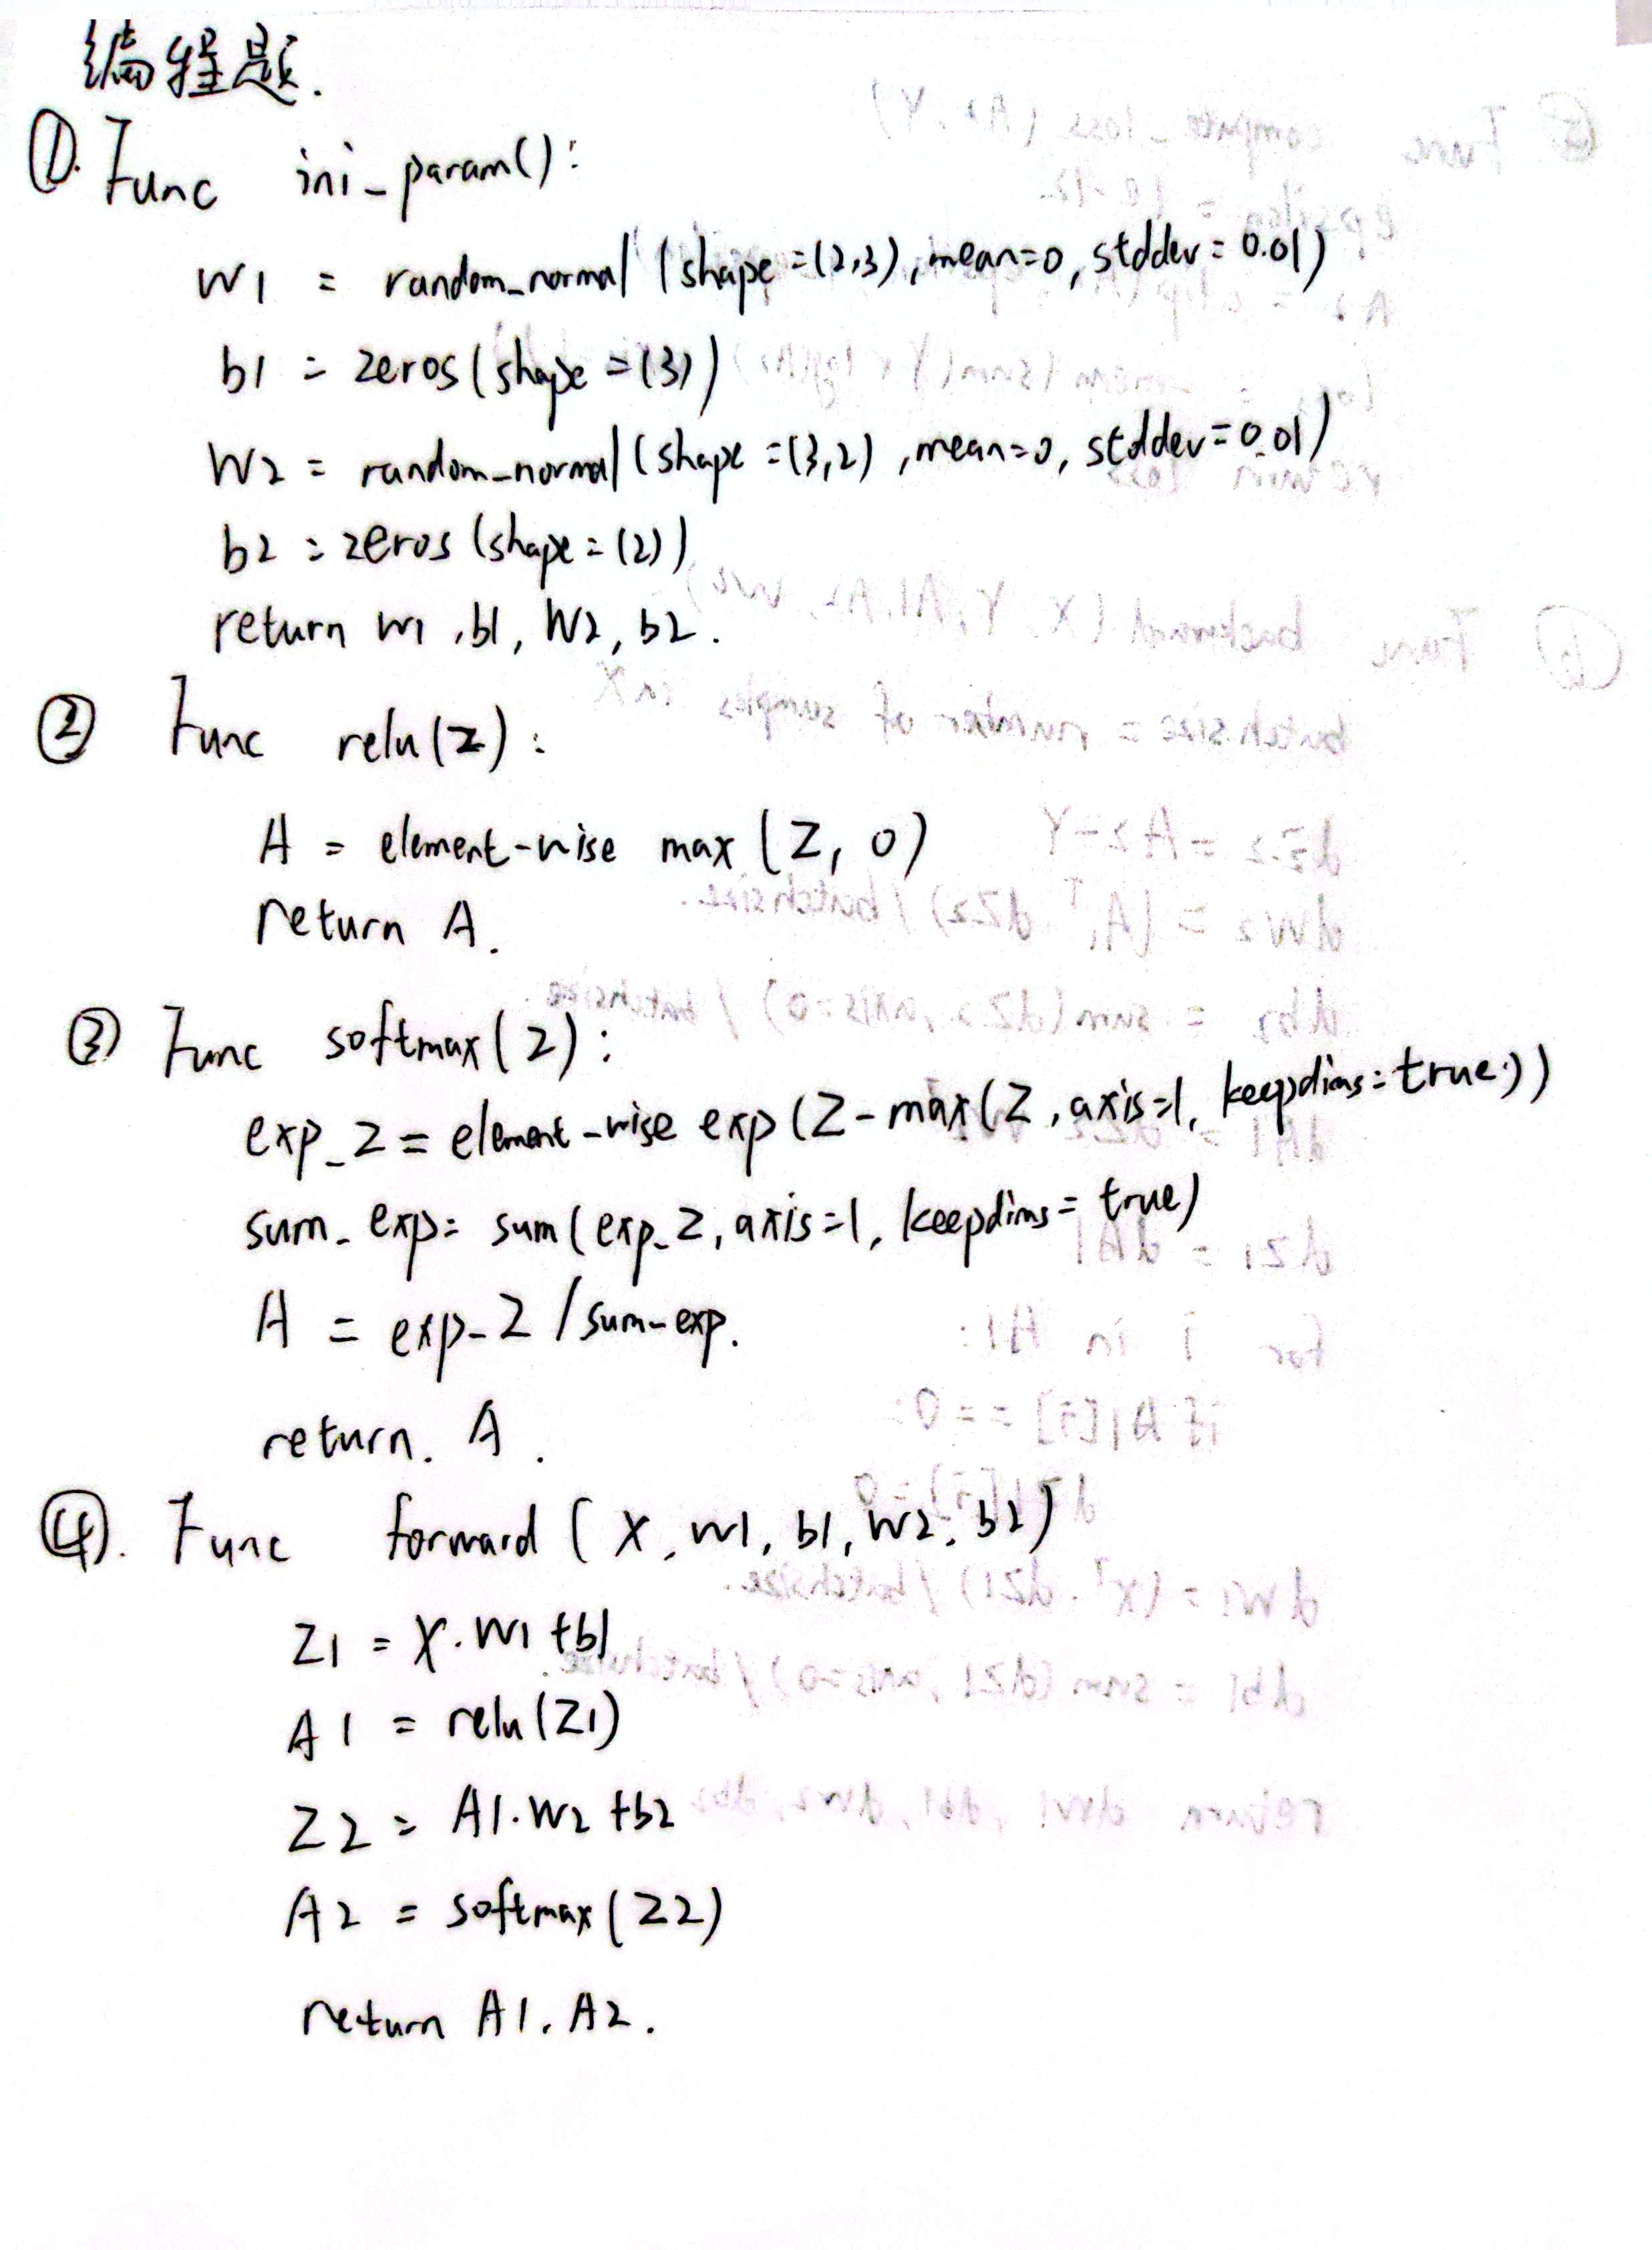 编程题.
①. Func ini_param():
W1 = random_normal (shape=(2,3), mean=0, stddev=0.01)
b1 = zeros(shape=(3))
W2 = random_normal (shape=(3,2), mean=0, stddev=0.01)
b2 = zeros (shape=(2))
return W1, b1, W2, b2.
② Func relu(Z):
A = element-wise max (Z, 0)
return A.
③ Func softmax(Z):
exp_Z = element-wise exp (Z-max(Z, axis=1, keepdims=true))
sum_exp= sum(exp_Z, axis=1, keepdims=true)
A = exp_Z / sum_exp.
return. A.
④. Func forward (X, W1, b1, W2, b2)
Z1 = X·W1+b1
A1 = relu(Z1)
Z2 = A1·W2+b2
A2 = softmax(Z2)
return A1, A2.